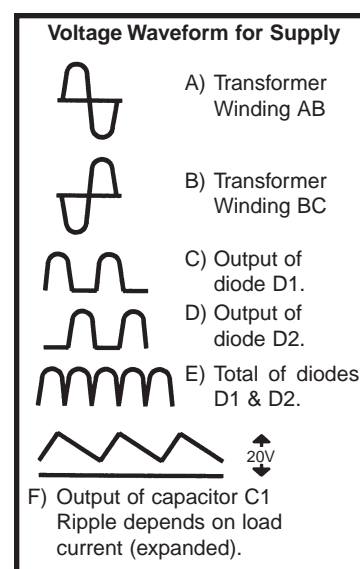 Voltage Waveform for Supply
A) Transformer
Winding AB
B) Transformer
Winding BC
C) Output of
diode D1.
D) Output of
diode D2.
E) Total of diodes
D1 & D2.
20V
F) Output of capacitor C1
Ripple depends on load
current (expanded).